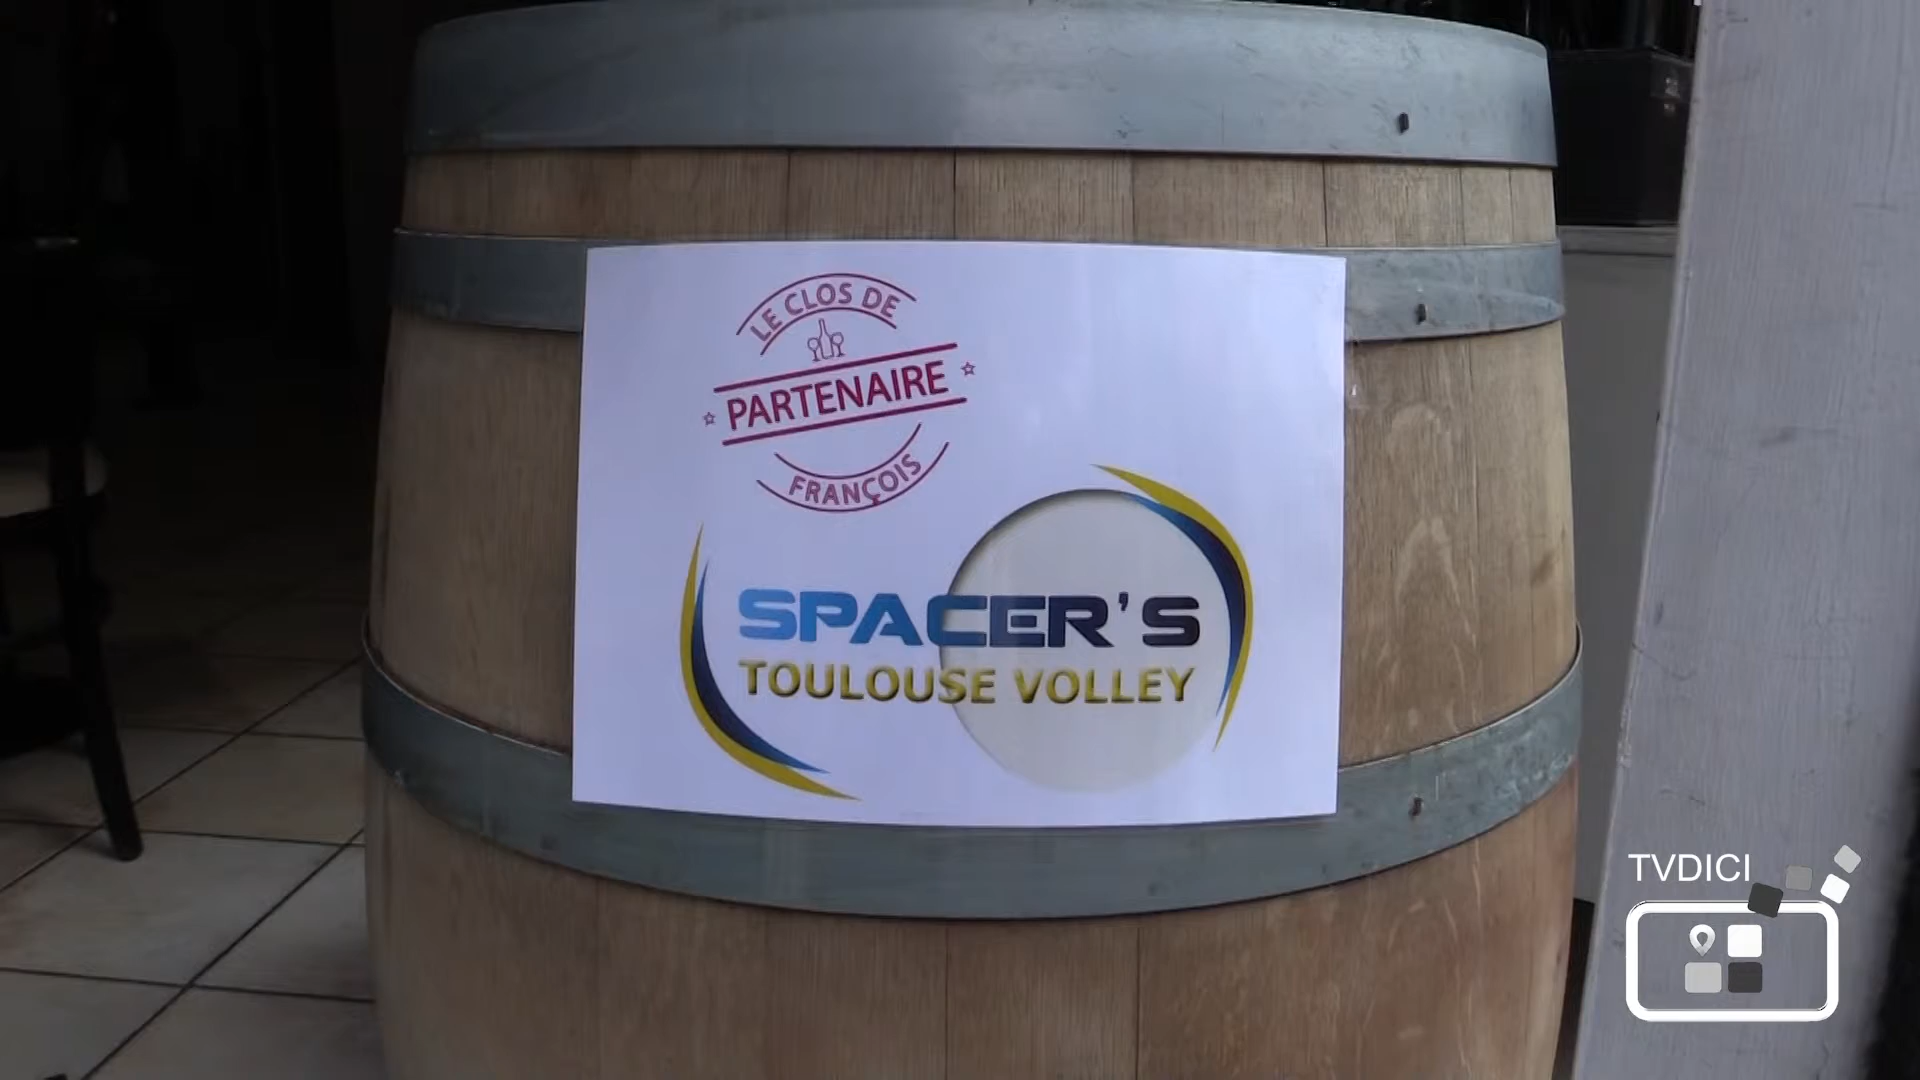 LE CLOS DE
PARTENAIRE
FRANÇOIS
SPACER'S
TOULOUSE VOLLEY
TVDICI